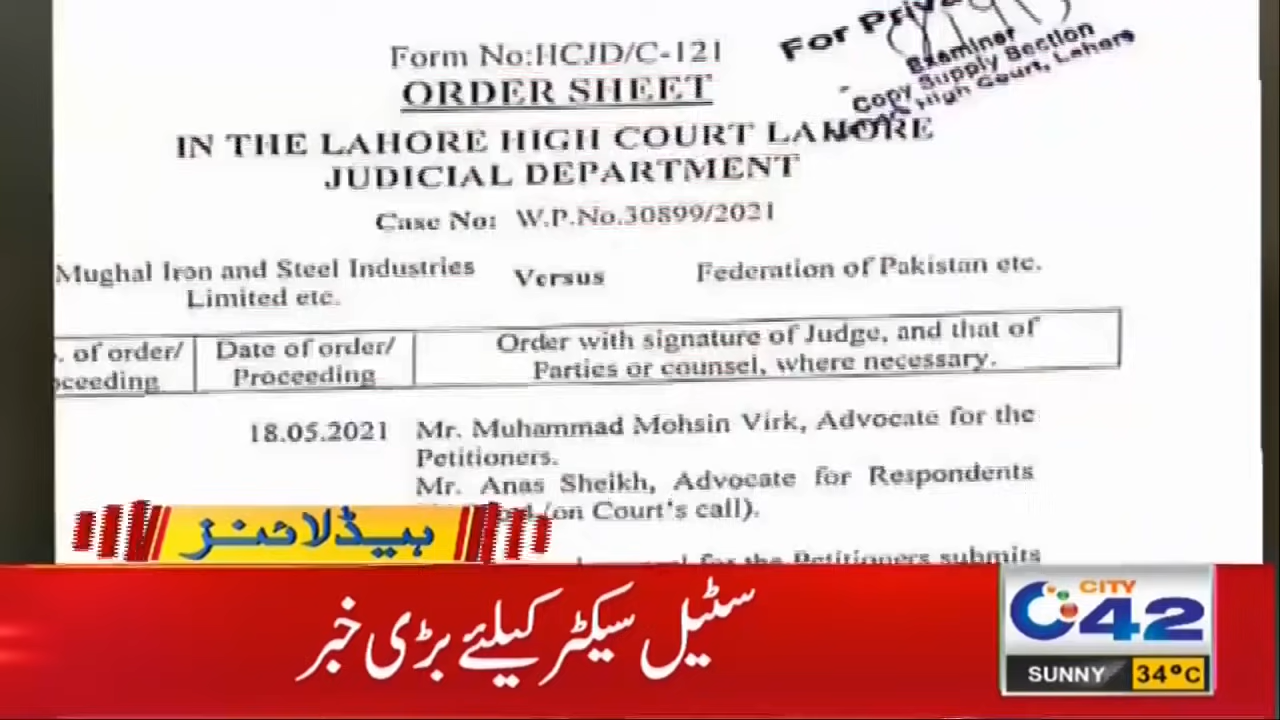 For
Examiner
Copy Supply Section
High Court, Lahore
Form No:HCJD/C-121
ORDER SHEET
IN THE LAHORE HIGH COURT LAHORE
JUDICIAL DEPARTMENT
Case No: W.P.No.30899/2021
Mughal Iron and Steel Industries Limited etc.
Versus
Federation of Pakistan etc.
of order/
Date of order/ Proceeding
Order with signature of Judge, and that of
Parties or counsel, where necessary.
18.05.2021 Mr. Muhammad Mohsin Virk, Advocate for the
Petitioners.
Mr. Anas Sheikh, Advocate for Respondents
(on Court's call).
for the Petitioners submits
ہیڈلائنز
سٹیل سیکٹر کیلئے بڑی خبر
CITY
42
SUNNY 34°C